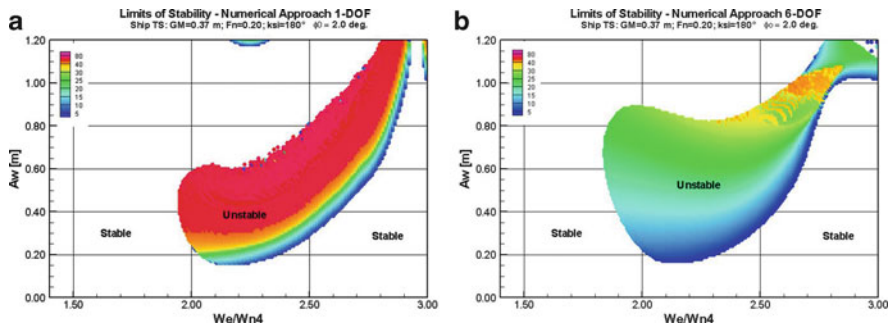 a
Limits of Stability - Numerical Approach 1-DOF
Ship TS: GM=0.37 m; Fn=0.20; ksi=180° ϕ0 = 2.0 deg.
1.20
1.00
0.80
0.60
0.40
0.20
0.00
Aw [m]
80
40
35
30
25
20
15
10
5
Unstable
Stable
Stable
1.50
2.00
2.50
3.00
We/Wn4
b
Limits of Stability - Numerical Approach 6-DOF
Ship TS: GM=0.37 m; Fn=0.20; ksi=180° ϕ0 = 2.0 deg.
1.20
1.00
0.80
0.60
0.40
0.20
0.00
Aw [m]
80
40
35
30
25
20
15
10
5
Unstable
Stable
Stable
1.50
2.00
2.50
3.00
We/Wn4